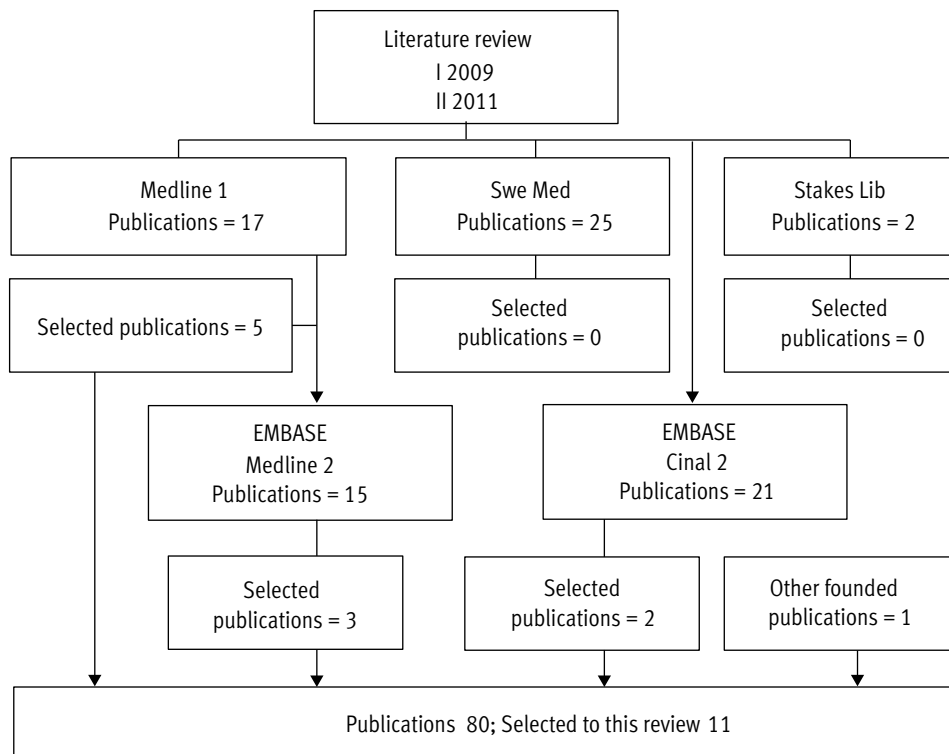 Literature review
I 2009
II 2011
Medline 1
Publications = 17
Swe Med
Publications = 25
Stakes Lib
Publications = 2
Selected publications = 5
Selected
publications = 0
Selected
publications = 0
EMBASE
Medline 2
Publications = 15
EMBASE
Cinal 2
Publications = 21
Selected
publications = 3
Selected
publications = 2
Other founded
publications = 1
Publications 80; Selected to this review 11